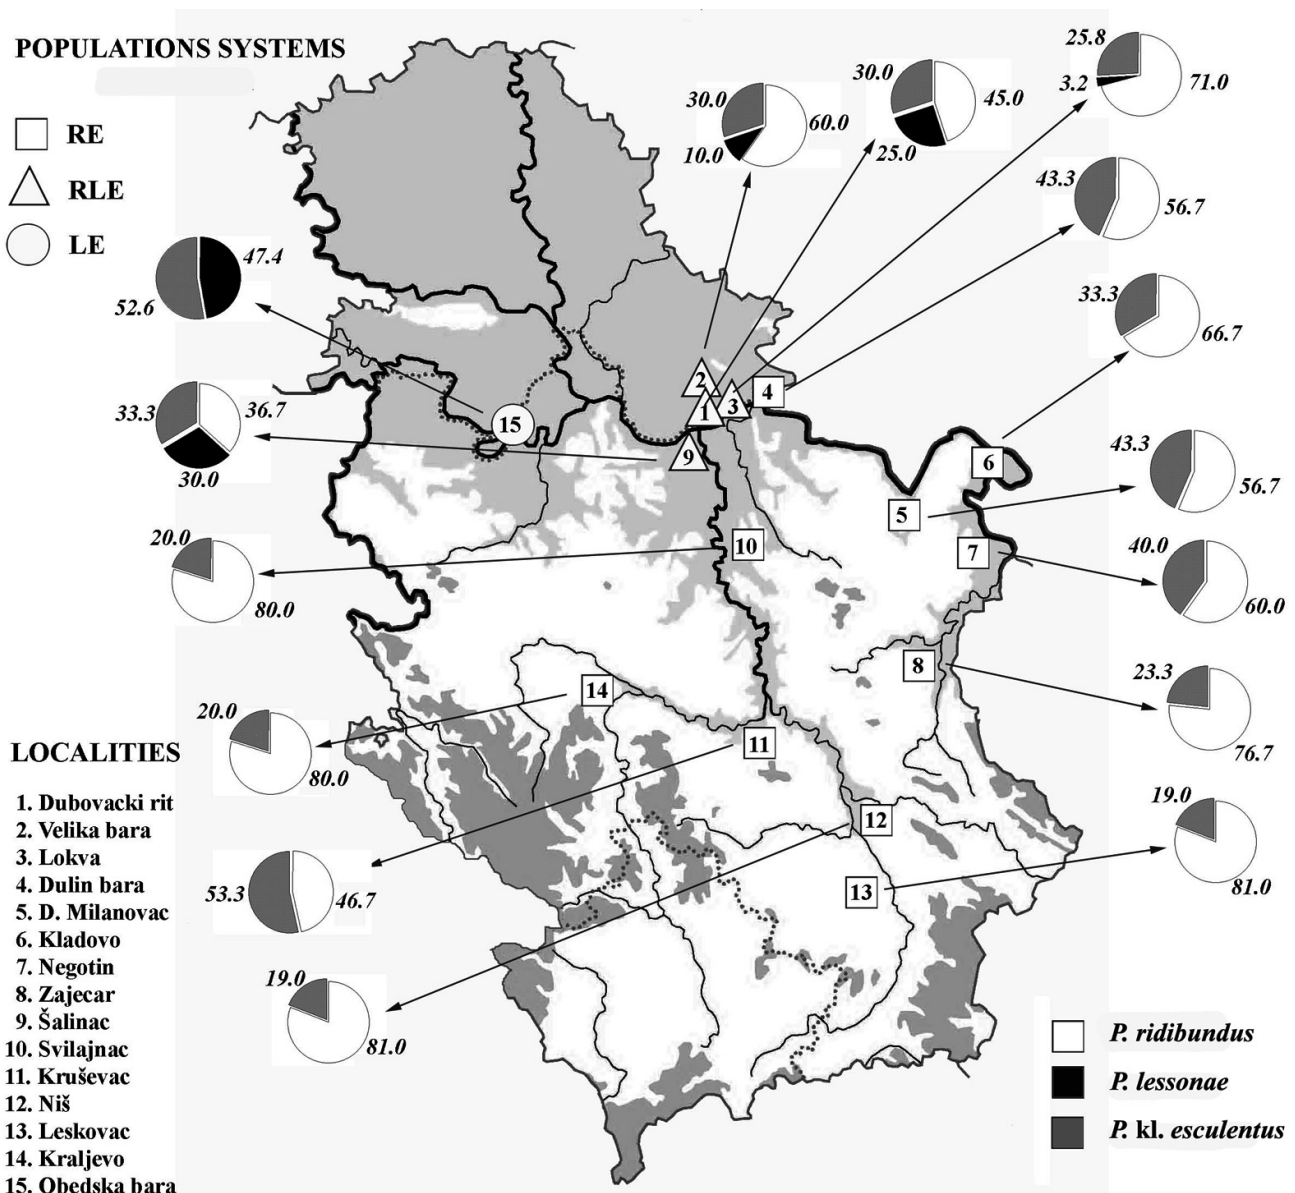 POPULATIONS SYSTEMS
RE
RLE
LE
30.0
60.0
10.0
30.0
45.0
25.0
25.8
3.2
71.0
43.3
56.7
33.3
66.7
47.4
52.6
33.3
36.7
30.0
43.3
56.7
20.0
80.0
40.0
60.0
20.0
80.0
23.3
76.7
53.3
46.7
19.0
81.0
19.0
81.0
2
1
3
4
15
9
6
5
10
7
8
14
11
12
13
LOCALITIES
1. Dubovacki rit
2. Velika bara
3. Lokva
4. Dulin bara
5. D. Milanovac
6. Kladovo
7. Negotin
8. Zajecar
9. Šalinac
10. Svilajnac
11. Kruševac
12. Niš
13. Leskovac
14. Kraljevo
15. Obedska bara
P. ridibundus
P. lessonae
P. kl. esculentus